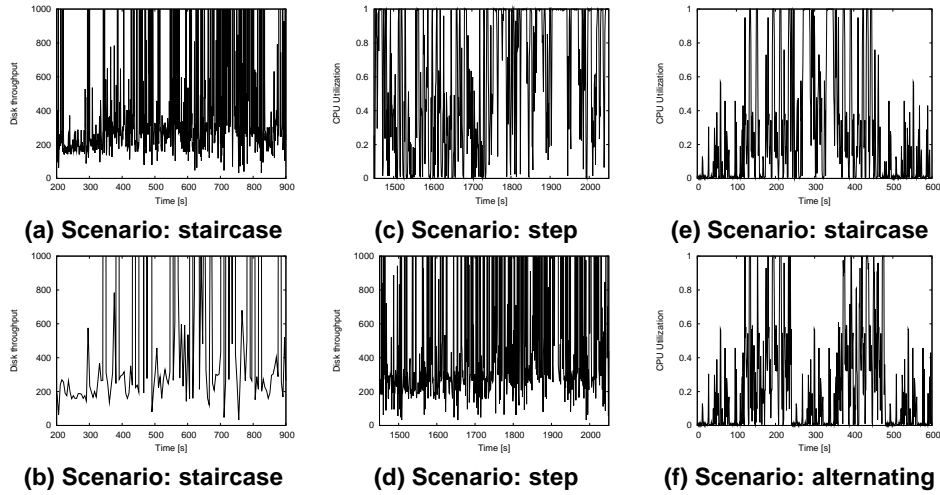 1000
800
600
400
200
0
Disk throughput
200 300 400 500 600 700 800 900
Time [s]
(a) Scenario: staircase
1
0.8
0.6
0.4
0.2
0
CPU Utilization
1500 1600 1700 1800 1900 2000
Time [s]
(c) Scenario: step
1
0.8
0.6
0.4
0.2
0
CPU Utilization
0 100 200 300 400 500 600
Time [s]
(e) Scenario: staircase
1000
800
600
400
200
0
Disk throughput
200 300 400 500 600 700 800 900
Time [s]
(b) Scenario: staircase
1000
800
600
400
200
0
Disk throughput
1500 1600 1700 1800 1900 2000
Time [s]
(d) Scenario: step
1
0.8
0.6
0.4
0.2
0
CPU Utilization
0 100 200 300 400 500 600
Time [s]
(f) Scenario: alternating